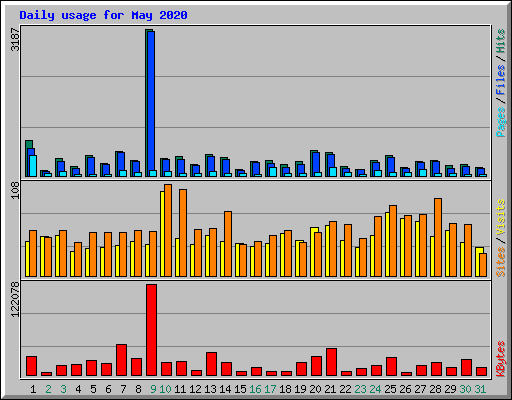 Daily usage for May 2020
3187
Pages / Files / Hits
108
Sites / Visits
122078
KBytes
1 2 3 4 5 6 7 8 9 10 11 12 13 14 15 16 17 18 19 20 21 22 23 24 25 26 27 28 29 30 31